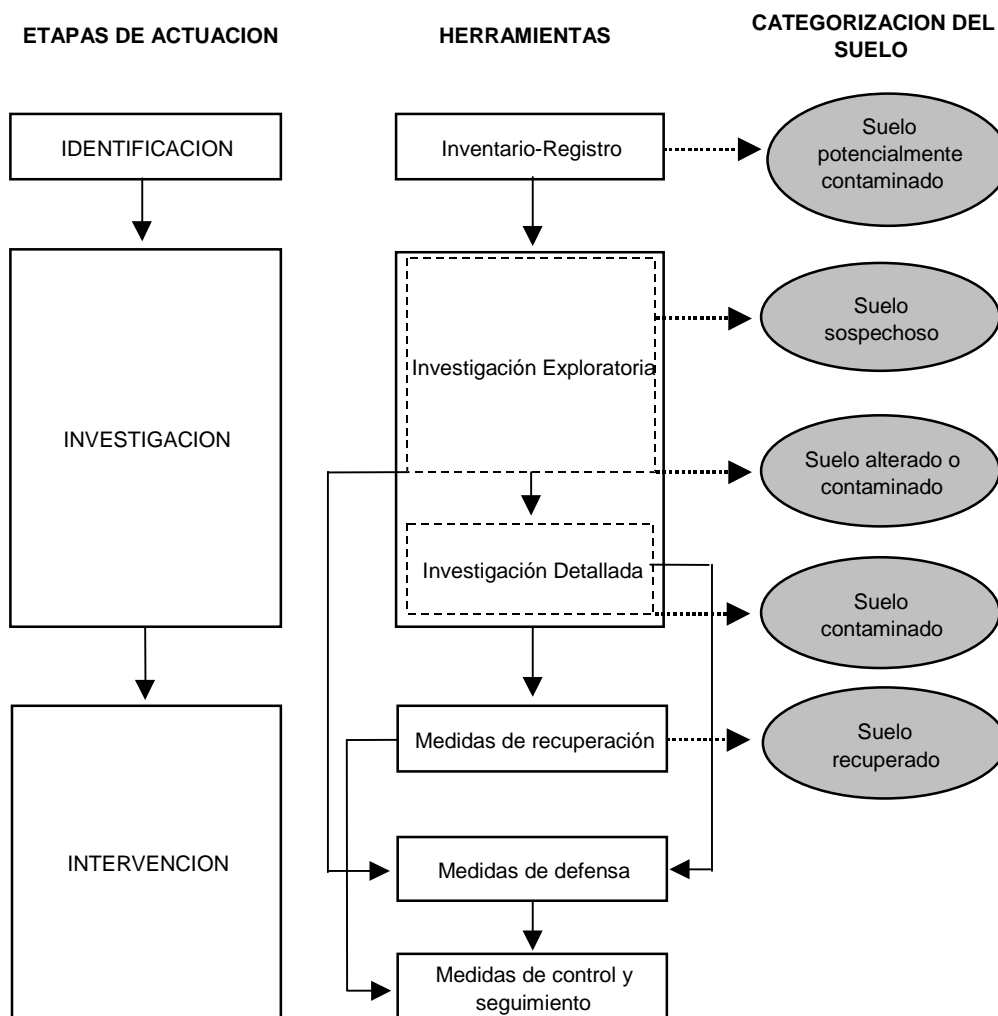 ETAPAS DE ACTUACION
HERRAMIENTAS
CATEGORIZACION DEL
SUELO
IDENTIFICACION
Inventario-Registro
Suelo
potencialmente
contaminado
Suelo
sospechoso
Investigación Exploratoria
INVESTIGACION
Suelo alterado o
contaminado
Investigación Detallada
Suelo
contaminado
Medidas de recuperación
Suelo
recuperado
INTERVENCION
Medidas de defensa
Medidas de control y
seguimiento